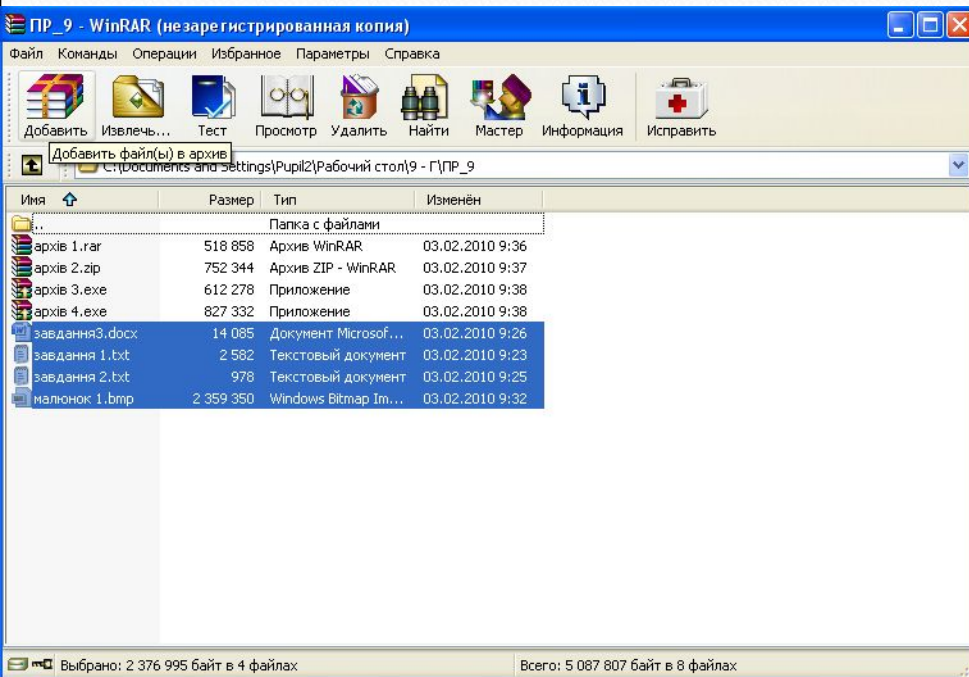 ПР_9 - WinRAR (незарегистрированная копия)
Файл Команды Операции Избранное Параметры Справка
Добавить Извлечь... Тест Просмотр Удалить Найти Мастер Информация Исправить
Добавить файл(ы) в архив
C:\Documents and Settings\Pupil2\Рабочий стол\9 - Г\ПР_9
Имя Размер Тип Изменён
.. Папка с файлами
архів 1.rar 518 858 Архив WinRAR 03.02.2010 9:36
архів 2.zip 752 344 Архив ZIP - WinRAR 03.02.2010 9:37
архів 3.exe 612 278 Приложение 03.02.2010 9:38
архів 4.exe 827 332 Приложение 03.02.2010 9:38
завдання3.docx 14 085 Документ Microsof... 03.02.2010 9:26
завдання 1.txt 2 582 Текстовый документ 03.02.2010 9:23
завдання 2.txt 978 Текстовый документ 03.02.2010 9:25
малюнок 1.bmp 2 359 350 Windows Bitmap Im... 03.02.2010 9:32
Выбрано: 2 376 995 байт в 4 файлах Всего: 5 087 807 байт в 8 файлах